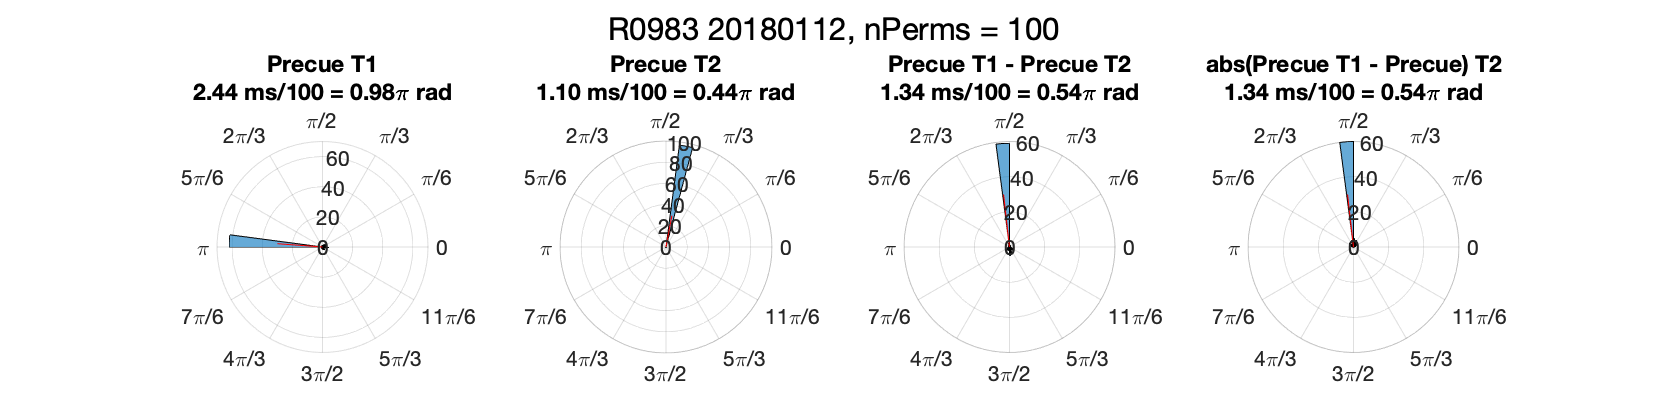 R0983 20180112, nPerms = 100
Precue T1
2.44 ms/100 = 0.98π rad
π/2
2π/3 π/3
5π/6 π/6
60
40
20
0
π 0
7π/6 11π/6
4π/3 5π/3
3π/2
Precue T2
1.10 ms/100 = 0.44π rad
π/2
2π/3 π/3
5π/6 π/6
100
80
60
40
20
0
π 0
7π/6 11π/6
4π/3 5π/3
3π/2
Precue T1 - Precue T2
1.34 ms/100 = 0.54π rad
π/2
2π/3 π/3
5π/6 π/6
60
40
20
0
π 0
7π/6 11π/6
4π/3 5π/3
3π/2
abs(Precue T1 - Precue) T2
1.34 ms/100 = 0.54π rad
π/2
2π/3 π/3
5π/6 π/6
60
40
20
0
π 0
7π/6 11π/6
4π/3 5π/3
3π/2